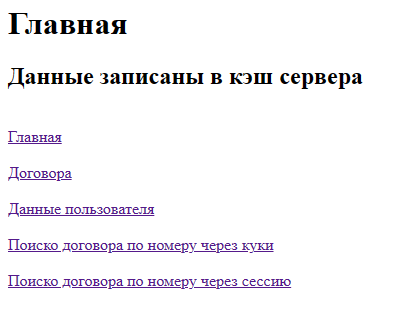 Главная
Данные записаны в кэш сервера
Главная
Договора
Данные пользователя
Поиско договора по номеру через куки
Поиско договора по номеру через сессию